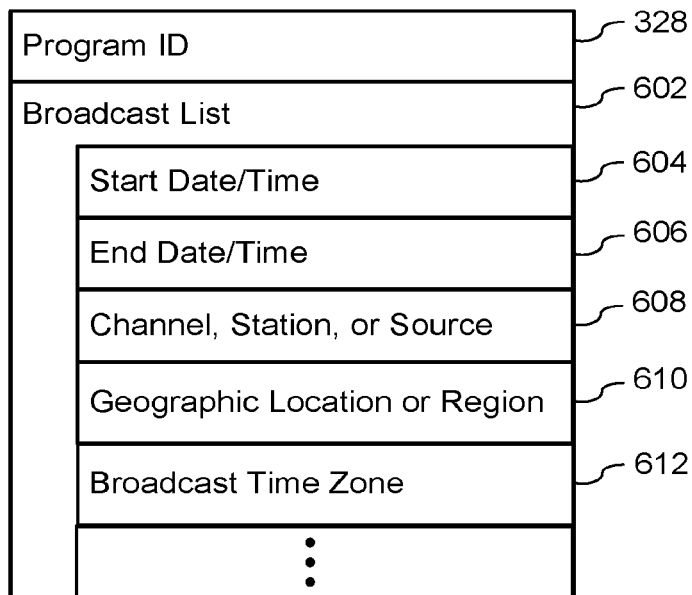 Program ID 328
Broadcast List 602
Start Date/Time 604
End Date/Time 606
Channel, Station, or Source 608
Geographic Location or Region 610
Broadcast Time Zone 612